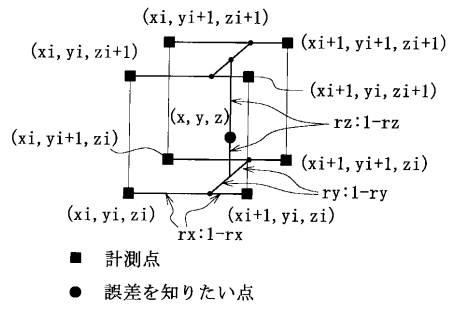 (xi,yi+1,zi+1)
(xi,yi,zi+1)
(xi+1,yi+1,zi+1)
(xi+1,yi,zi+1)
(x,y,z)
rz:1-rz
(xi,yi+1,zi)
(xi+1,yi+1,zi)
ry:1-ry
(xi,yi,zi)
(xi+1,yi,zi)
rx:1-rx
■ 計測点
● 誤差を知りたい点